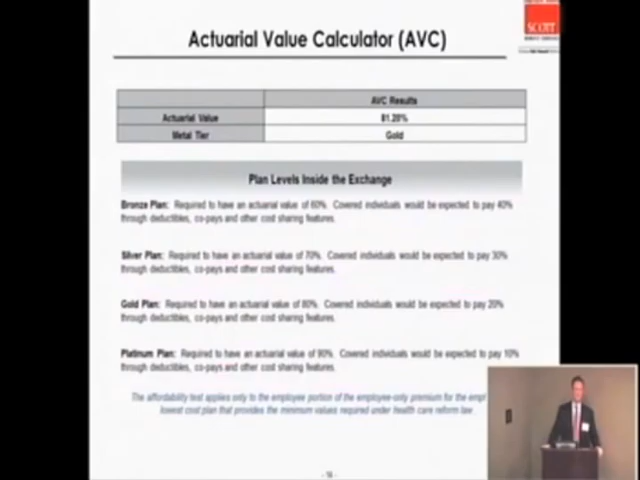 Actuarial Value Calculator (AVC)
SCOTT
AVC Results
Actuarial Value 81.20%
Metal Tier Gold
Plan Levels Inside the Exchange
Bronze Plan: Required to have an actuarial value of 60%. Covered individuals would be expected to pay 40%
through deductibles, co-pays and other cost sharing features.
Silver Plan: Required to have an actuarial value of 70%. Covered individuals would be expected to pay 30%
through deductibles, co-pays and other cost sharing features.
Gold Plan: Required to have an actuarial value of 80%. Covered individuals would be expected to pay 20%
through deductibles, co-pays and other cost sharing features.
Platinum Plan: Required to have an actuarial value of 90%. Covered individuals would be expected to pay 10%
through deductibles, co-pays and other cost sharing features.
The affordability test applies only to the employee portion of the employee-only premium for the
lowest cost plan that provides the minimum values required under health care reform law